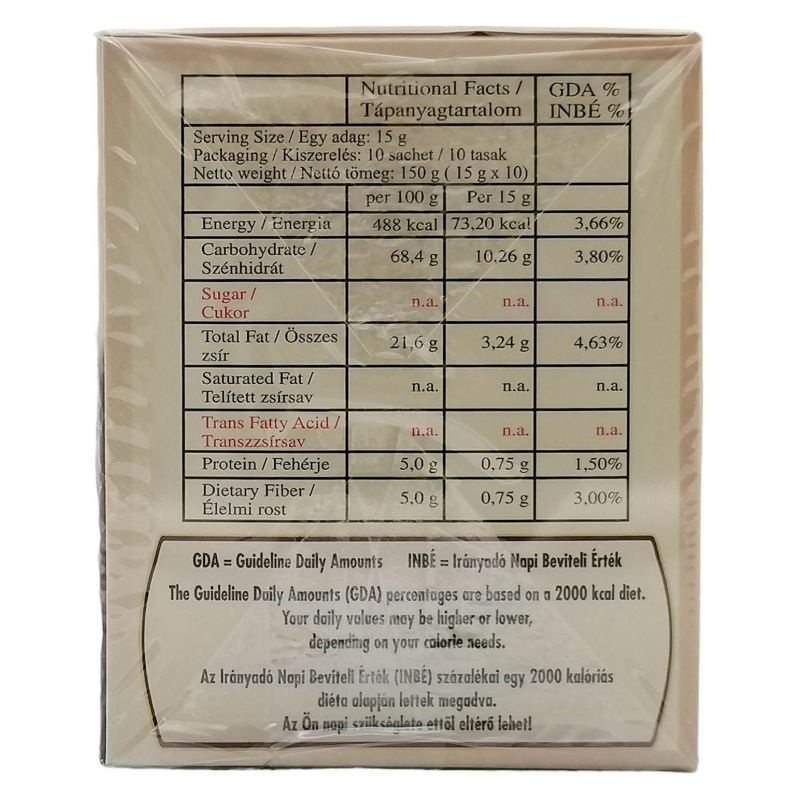 Nutritional Facts / GDA %
Tápanyagtartalom INBÉ %
Serving Size / Egy adag: 15 g
Packaging / Kiszerelés: 10 sachet / 10 tasak
Netto weight / Nettó tömeg: 150 g ( 15 g x 10)
per 100 g Per 15 g
Energy / Energia 488 kcal 73,20 kcal 3,66%
Carbohydrate /
Szénhidrát 68,4 g 10,26 g 3,80%
Sugar /
Cukor n.a. n.a. n.a.
Total Fat / Összes
zsír 21,6 g 3,24 g 4,63%
Saturated Fat /
Telített zsírsav n.a. n.a. n.a.
Trans Fatty Acid /
Transzzsírsav n.a. n.a. n.a.
Protein / Fehérje 5,0 g 0,75 g 1,50%
Dietary Fiber /
Élelmi rost 5,0 g 0,75 g 3,00%
GDA = Guideline Daily Amounts INBÉ = Irányadó Napi Beviteli Érték
The Guideline Daily Amounts (GDA) percentages are based on a 2000 kcal diet.
Your daily values may be higher or lower,
depending on your calorie needs.
Az Irányadó Napi Beviteli Érték (INBÉ) százalékai egy 2000 kalóriás
diéta alapján lettek megadva.
Az Ön napi szükséglete ettől eltérő lehet!